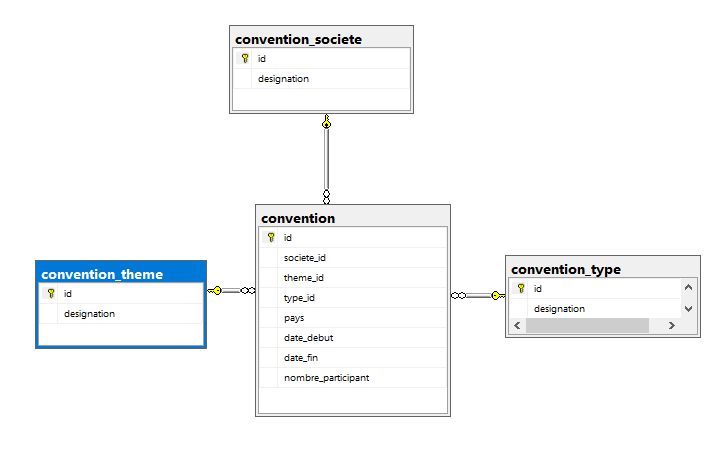 convention_societe
id
designation
convention
id
societe_id
theme_id
type_id
pays
date_debut
date_fin
nombre_participant
convention_theme
id
designation
convention_type
id
designation